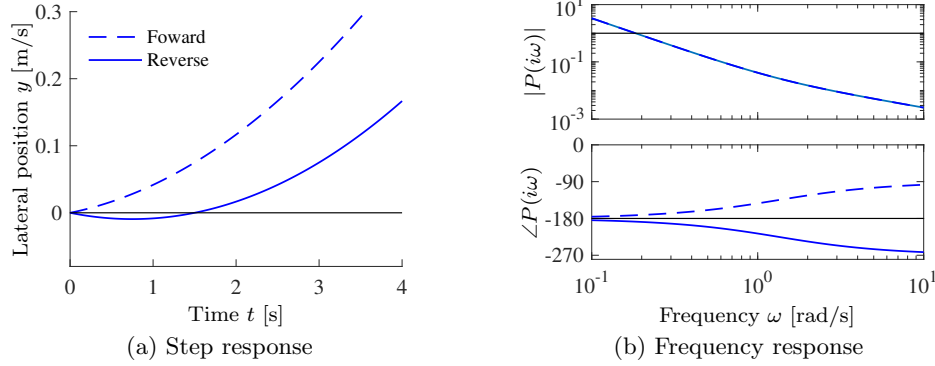 0.3
0.2
0.1
0
Lateral position y [m/s]
Foward
Reverse
0 1 2 3 4
Time t [s]
(a) Step response
10^1
10^-1
10^-3
|P(iω)|
0
-90
-180
-270
∠P(iω)
10^-1 10^0 10^1
Frequency ω [rad/s]
(b) Frequency response